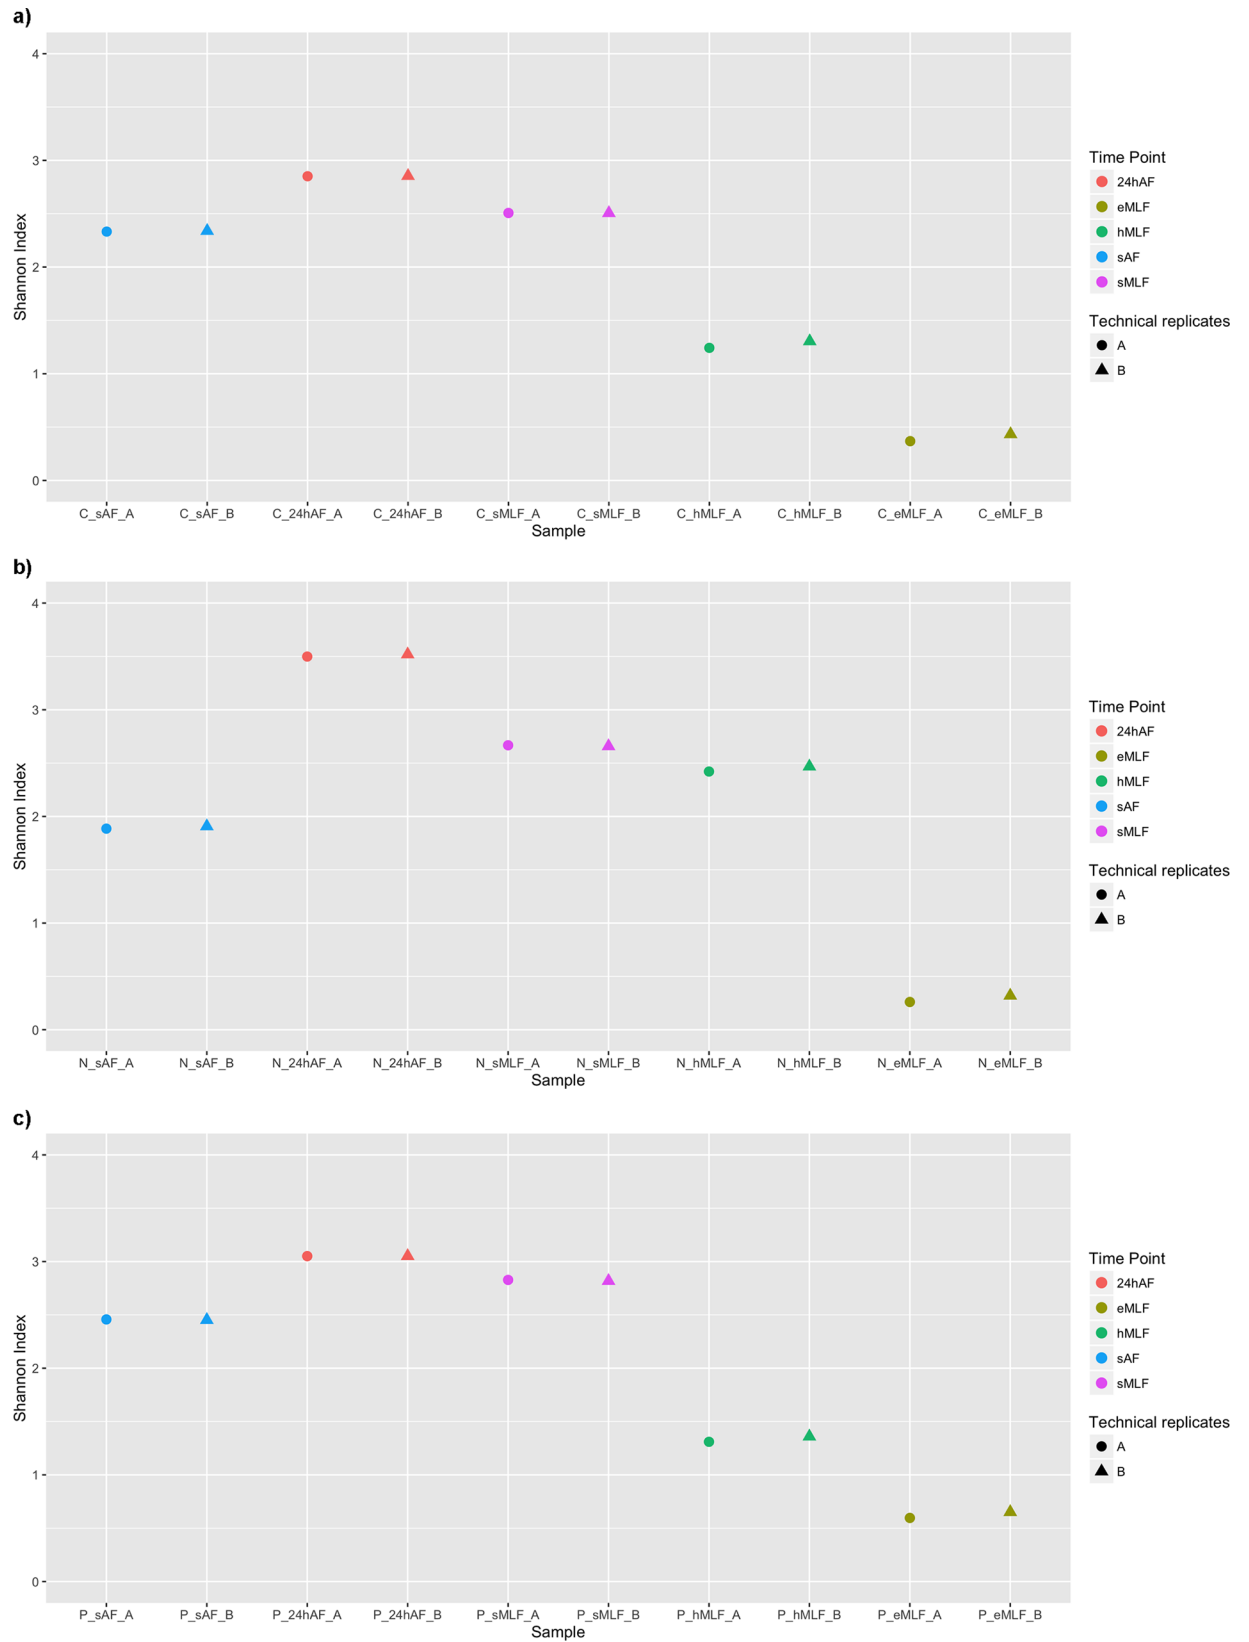 a)
4
3
2
1
0
Shannon Index
C_sAF_A C_sAF_B C_24hAF_A C_24hAF_B C_sMLF_A C_sMLF_B C_hMLF_A C_hMLF_B C_eMLF_A C_eMLF_B
Sample
Time Point
24hAF
eMLF
hMLF
sAF
sMLF
Technical replicates
A
B
b)
4
3
2
1
0
Shannon Index
N_sAF_A N_sAF_B N_24hAF_A N_24hAF_B N_sMLF_A N_sMLF_B N_hMLF_A N_hMLF_B N_eMLF_A N_eMLF_B
Sample
Time Point
24hAF
eMLF
hMLF
sAF
sMLF
Technical replicates
A
B
c)
4
3
2
1
0
Shannon Index
P_sAF_A P_sAF_B P_24hAF_A P_24hAF_B P_sMLF_A P_sMLF_B P_hMLF_A P_hMLF_B P_eMLF_A P_eMLF_B
Sample
Time Point
24hAF
eMLF
hMLF
sAF
sMLF
Technical replicates
A
B